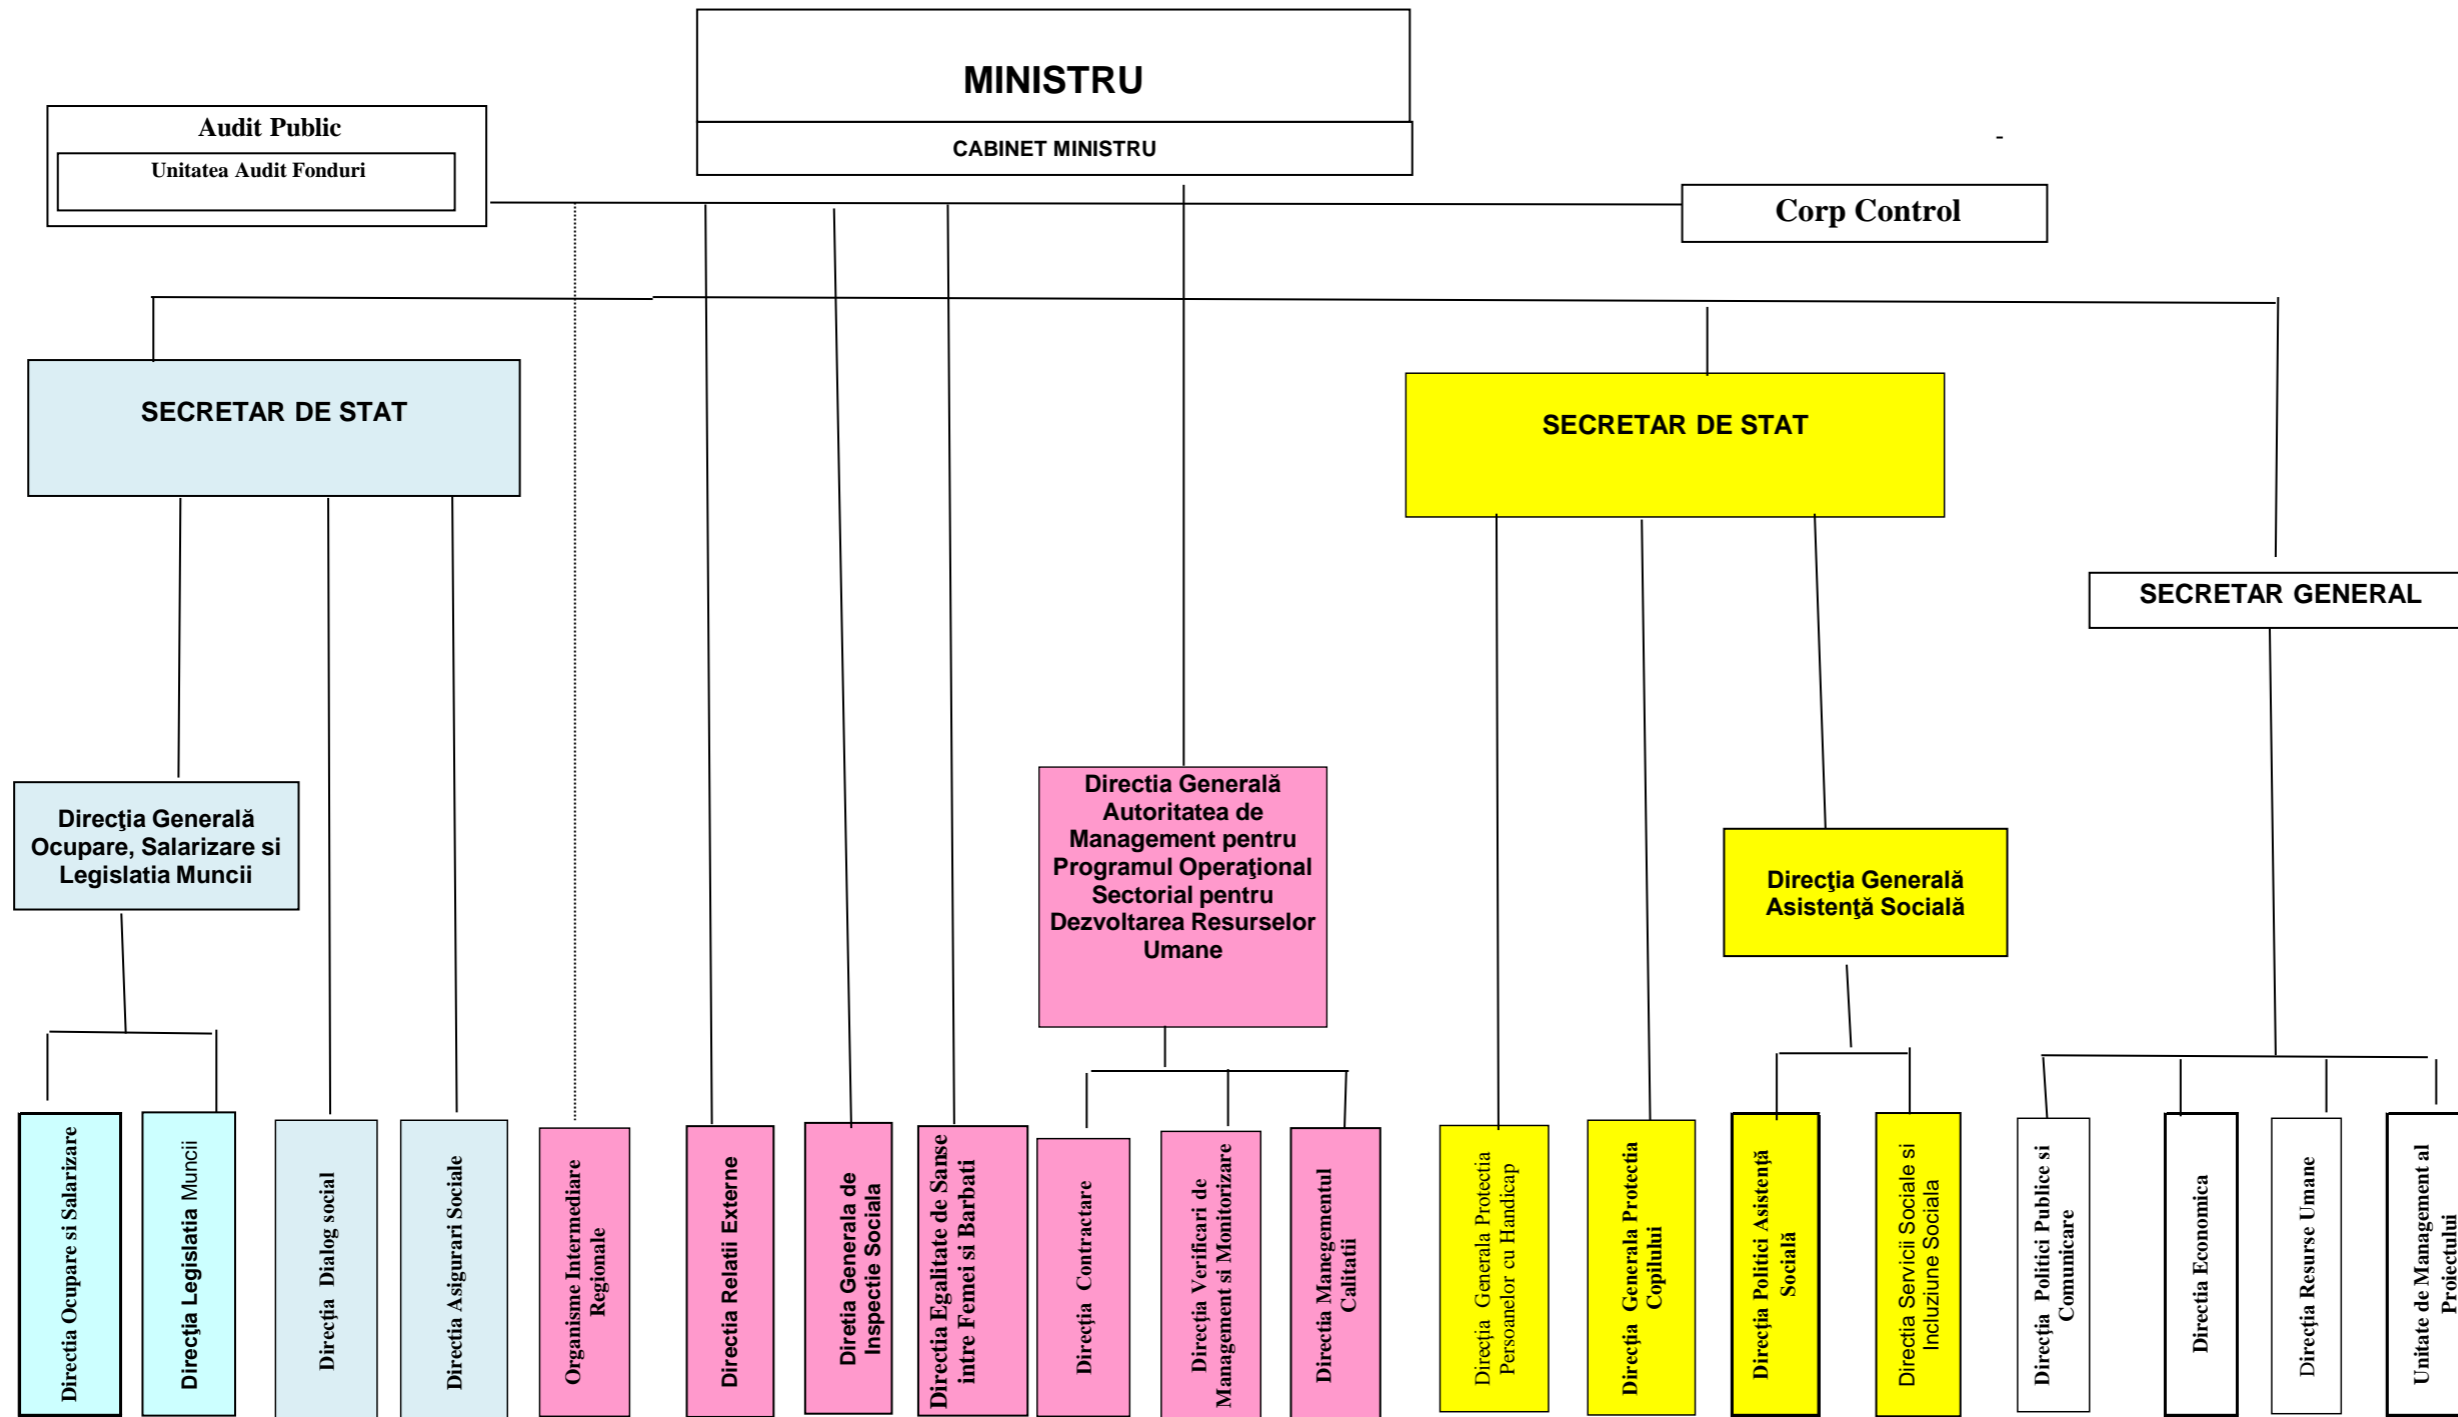 MINISTRU
CABINET MINISTRU
Audit Public
Unitatea Audit Fonduri
-
Corp Control
SECRETAR DE STAT
SECRETAR DE STAT
SECRETAR GENERAL
Direcţia Generală
Ocupare, Salarizare si
Legislatia Muncii
Directia Generală
Autoritatea de
Management pentru
Programul Operaţional
Sectorial pentru
Dezvoltarea Resurselor
Umane
Direcţia Generală
Asistenţă Socială
Directia Ocupare si Salarizare
Direcţia Legislatia Muncii
Direcţia Dialog social
Directia Asigurari Sociale
Organisme Intermediare
Regionale
Directia Relatii Externe
Diretia Generala de
Inspectie Sociala
Directia Egalitate de Sanse
intre Femei si Barbati
Direcţia Contractare
Direcţia Verificari de
Management si Monitorizare
Directia Manegementul
Calitatii
Direcţia Generala Protectia
Persoanelor cu Handicap
Direcţia Generala Protectia
Copilului
Direcţia Politici Asistenţă
Socială
Directia Servicii Sociale si
Incluziune Sociala
Direcţia Politici Publice si
Comunicare
Directia Economica
Direcţia Resurse Umane
Unitate de Management al
Proiectului